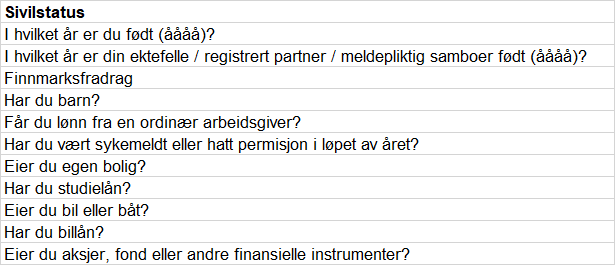 Sivilstatus
I hvilket år er du født (åååå)?
I hvilket år er din ektefelle / registrert partner / meldepliktig samboer født (åååå)?
Finnmarksfradrag
Har du barn?
Får du lønn fra en ordinær arbeidsgiver?
Har du vært sykemeldt eller hatt permisjon i løpet av året?
Eier du egen bolig?
Har du studielån?
Eier du bil eller båt?
Har du billån?
Eier du aksjer, fond eller andre finansielle instrumenter?